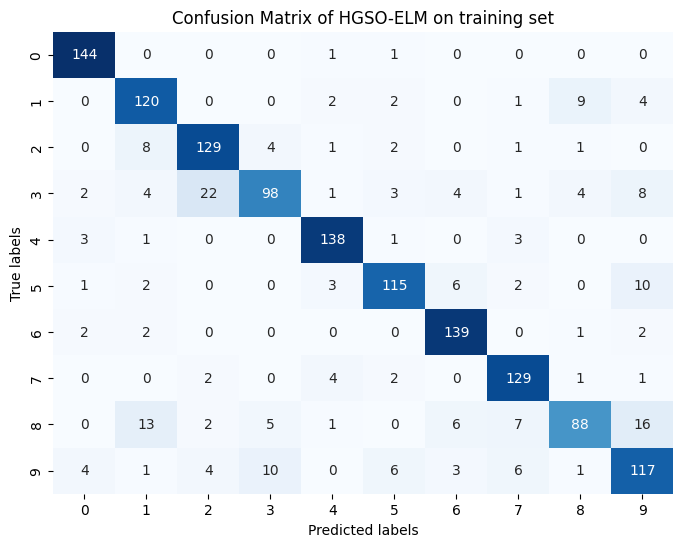 Confusion Matrix of HGSO-ELM on training set
True labels
0 144 0 0 0 1 1 0 0 0 0
1 0 120 0 0 2 2 0 1 9 4
2 0 8 129 4 1 2 0 1 1 0
3 2 4 22 98 1 3 4 1 4 8
4 3 1 0 0 138 1 0 3 0 0
5 1 2 0 0 3 115 6 2 0 10
6 2 2 0 0 0 0 139 0 1 2
7 0 0 2 0 4 2 0 129 1 1
8 0 13 2 5 1 0 6 7 88 16
9 4 1 4 10 0 6 3 6 1 117
0 1 2 3 4 5 6 7 8 9
Predicted labels